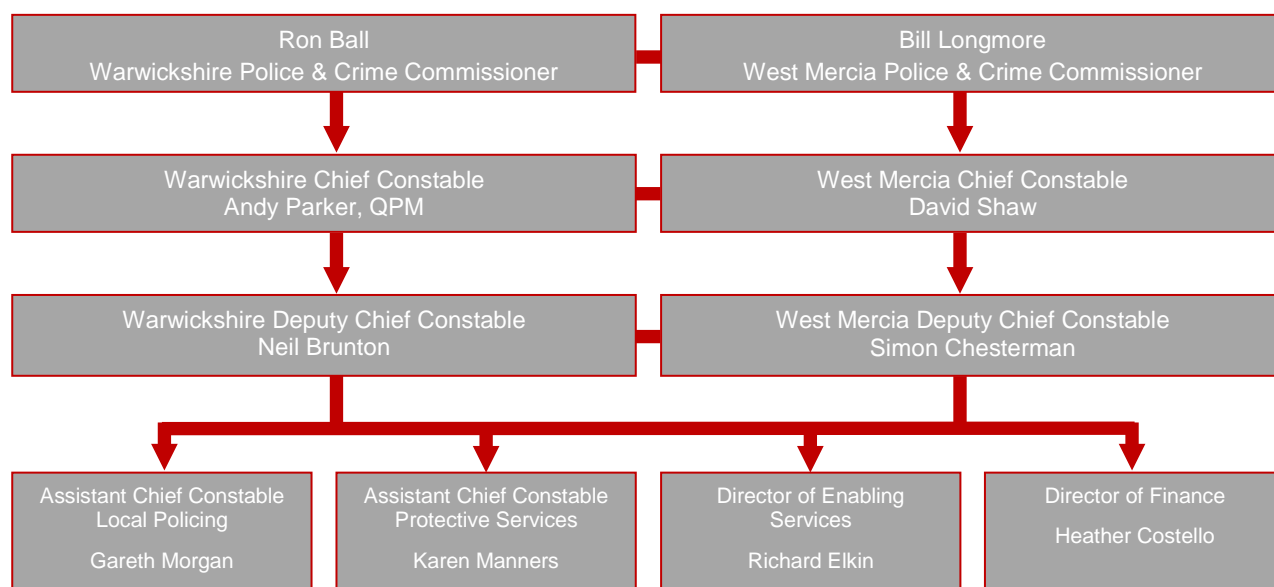 Ron Ball
Warwickshire Police & Crime Commissioner
Bill Longmore
West Mercia Police & Crime Commissioner
Warwickshire Chief Constable
Andy Parker, QPM
West Mercia Chief Constable
David Shaw
Warwickshire Deputy Chief Constable
Neil Brunton
West Mercia Deputy Chief Constable
Simon Chesterman
Assistant Chief Constable
Local Policing
Gareth Morgan
Assistant Chief Constable
Protective Services
Karen Manners
Director of Enabling
Services
Richard Elkin
Director of Finance
Heather Costello